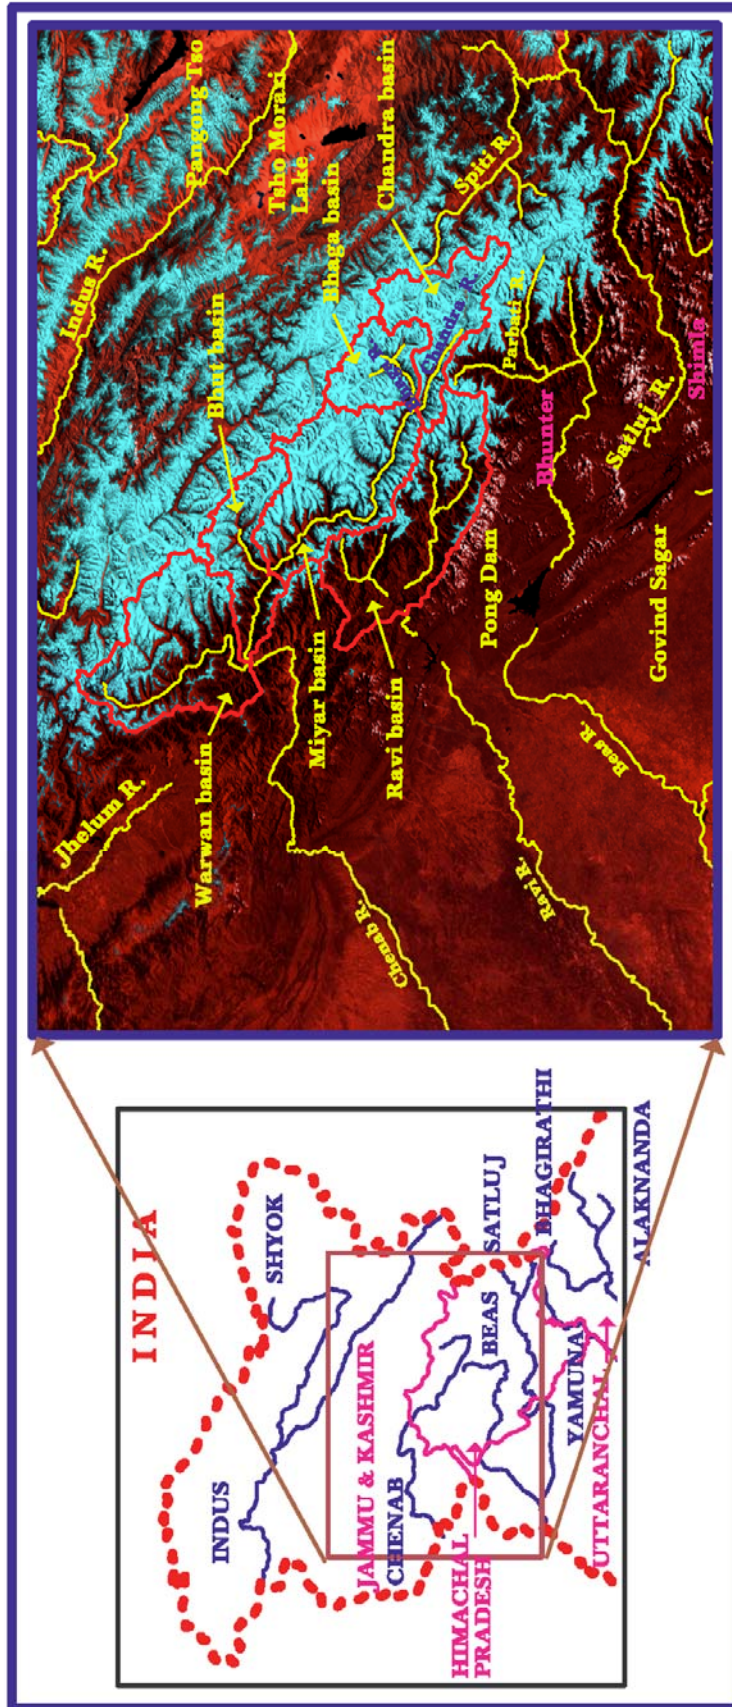 I N D I A
SHYOK
INDUS
JAMMU & KASHMIR
CHENAB
HIMACHAL
PRADESH
BEAS
SATLUJ
BHAGIRATHI
YAMUNA
UTTARANCHAL
ALAKNANDA
Jhelum R.
Indus R.
Pangong Tso
Tsho Morari
Lake
Warwan basin
Bhut basin
Bhaga basin
Chandra basin
Miyar basin
Ravi basin
Chandra R.
Spiti R.
Parbati R.
Chenab R.
Ravi R.
Beas R.
Pong Dam
Bhunter
Satluj R.
Shimla
Govind Sagar